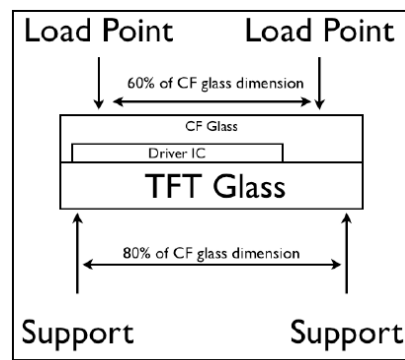 Load Point Load Point
60% of CF glass dimension
CF Glass
Driver IC
TFT Glass
80% of CF glass dimension
Support Support